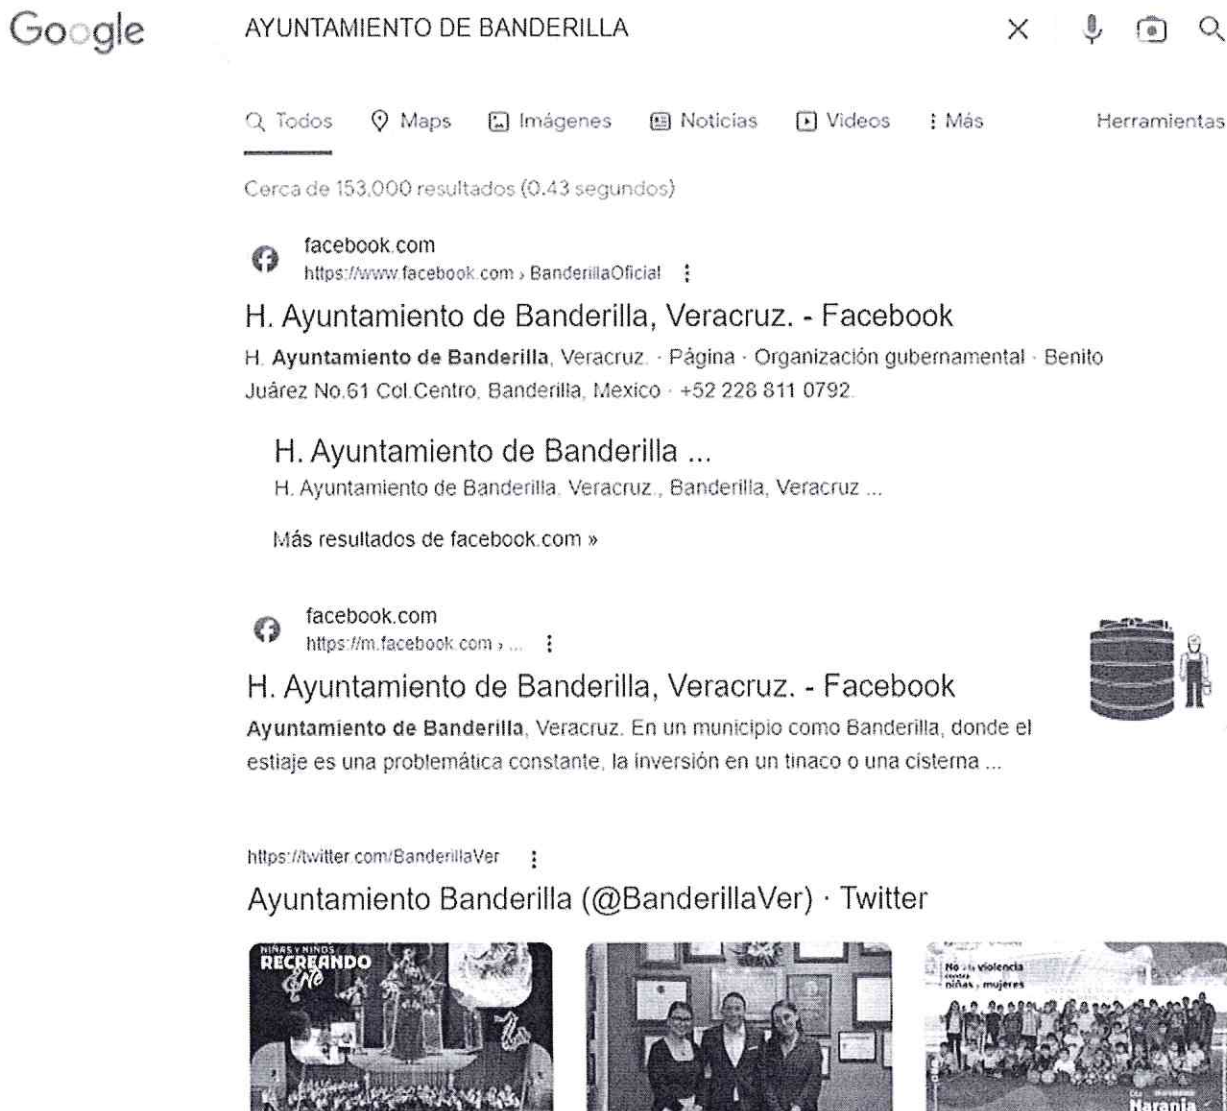 Google
AYUNTAMIENTO DE BANDERILLA
Todos Maps Imágenes Noticias Videos Más Herramientas
Cerca de 153,000 resultados (0.43 segundos)
facebook.com
https://www.facebook.com › BanderillaOficial
H. Ayuntamiento de Banderilla, Veracruz. - Facebook
H. Ayuntamiento de Banderilla, Veracruz. · Página · Organización gubernamental · Benito
Juárez No.61 Col.Centro, Banderilla, Mexico · +52 228 811 0792.
H. Ayuntamiento de Banderilla ...
H. Ayuntamiento de Banderilla, Veracruz., Banderilla, Veracruz ...
Más resultados de facebook.com »
facebook.com
https://m.facebook.com › ...
H. Ayuntamiento de Banderilla, Veracruz. - Facebook
Ayuntamiento de Banderilla, Veracruz. En un municipio como Banderilla, donde el
estiaje es una problemática constante, la inversión en un tinaco o una cisterna ...
https://twitter.com/BanderillaVer
Ayuntamiento Banderilla (@BanderillaVer) · Twitter
NIÑAS Y NIÑOS
RECREANDO
No a la violencia
contra
niñas y mujeres
Día
Naranja